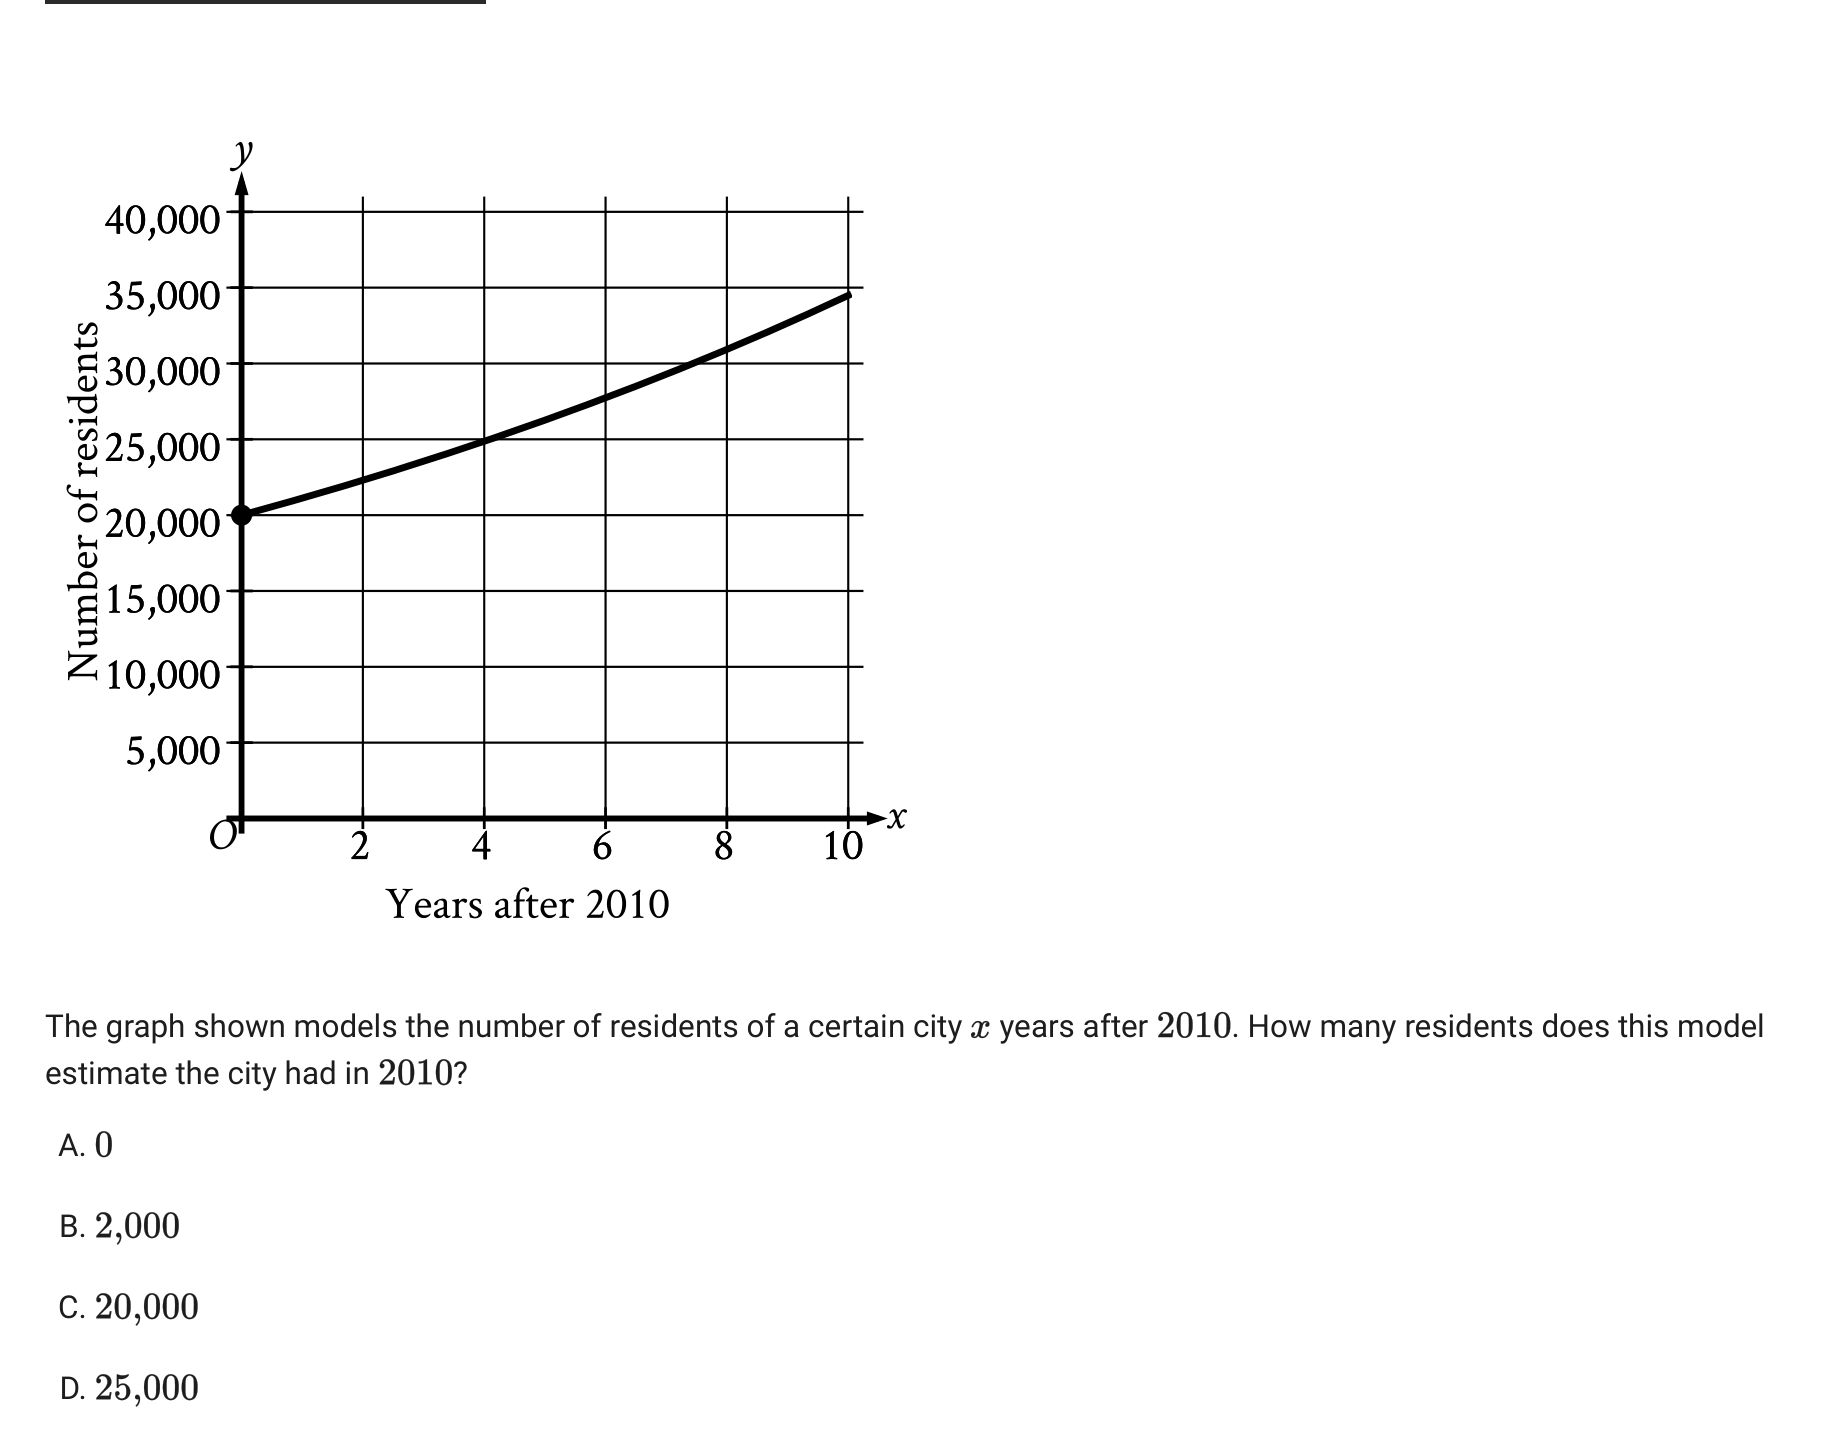 y
40,000
35,000
30,000
25,000
20,000
15,000
10,000
5,000
Number of residents
O
2 4 6 8 10
x
Years after 2010
The graph shown models the number of residents of a certain city x years after 2010. How many residents does this model
estimate the city had in 2010?
A. 0
B. 2,000
C. 20,000
D. 25,000